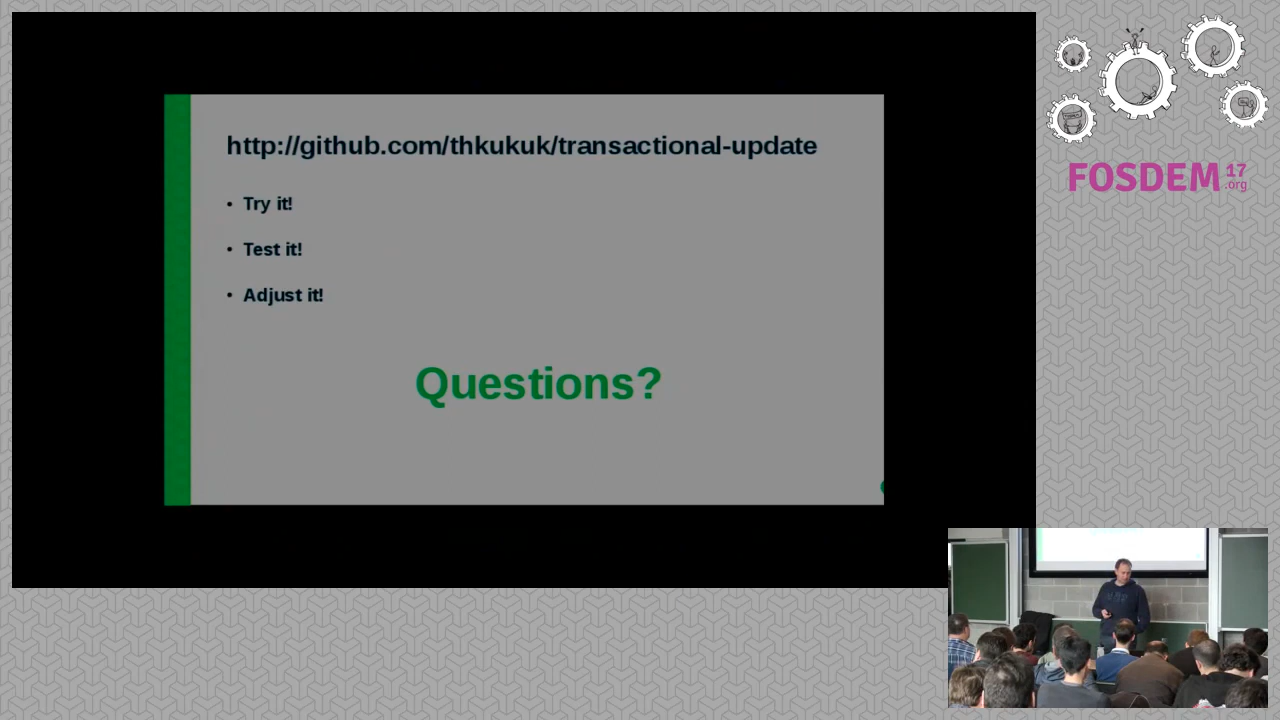 http://github.com/thkukuk/transactional-update
• Try it!
• Test it!
• Adjust it!
Questions?
FOSDEM 17
.org